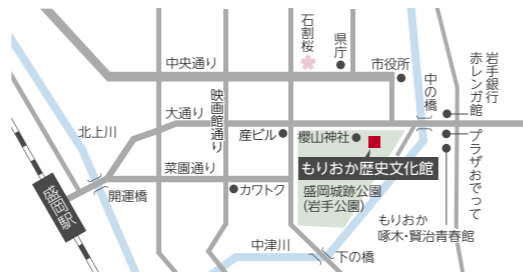 石割桜
県庁
中央通り
市役所
岩手銀行
赤レンガ館
中の橋
映画館通り
大通り
北上川
産ビル
櫻山神社
プラザおでって
菜園通り
もりおか歴史文化館
盛岡駅
開運橋
カワトク
盛岡城跡公園
(岩手公園)
もりおか
啄木・賢治青春館
中津川
下の橋